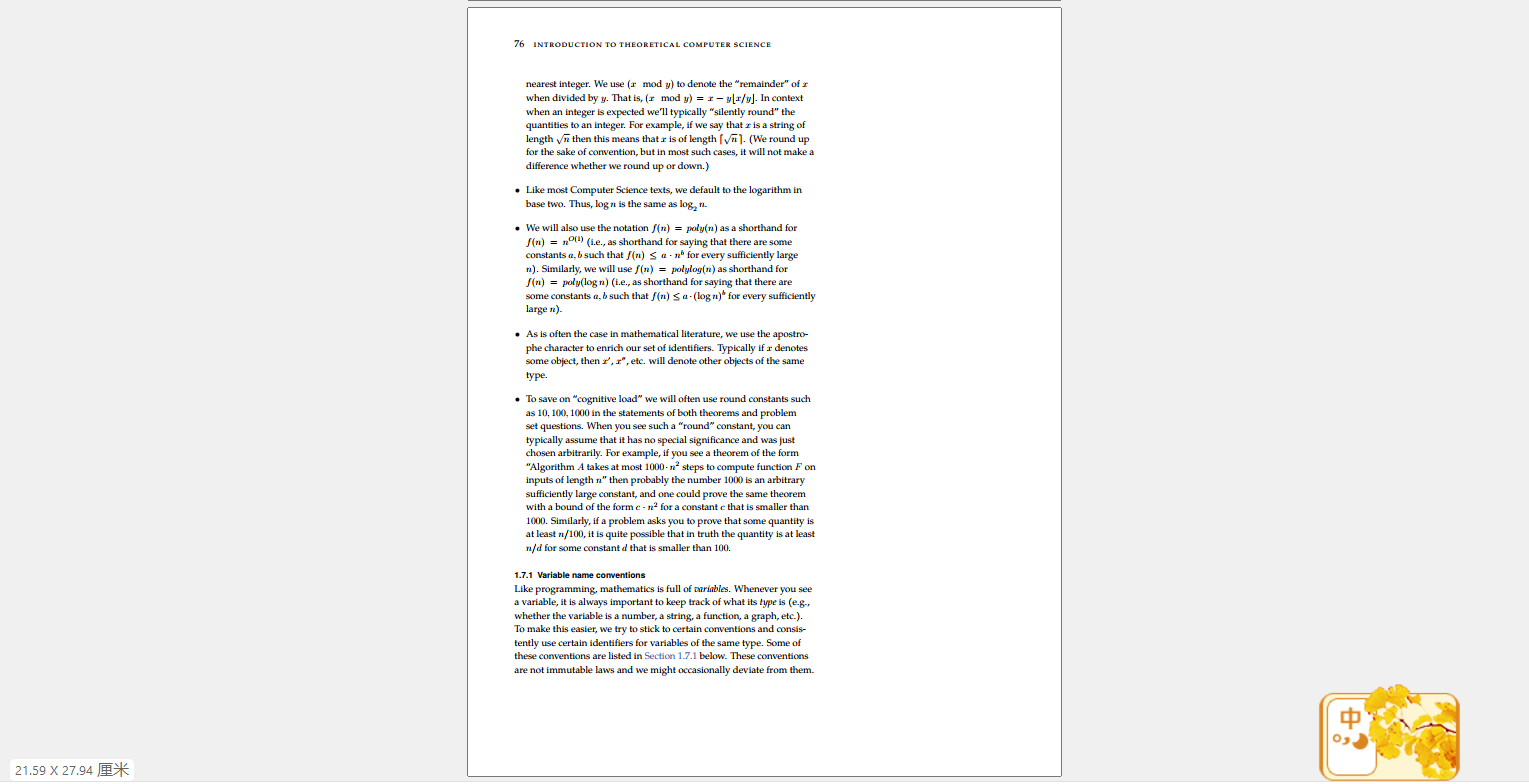 76 INTRODUCTION TO THEORETICAL COMPUTER SCIENCE
nearest integer. We use (x mod y) to denote the “remainder” of x
when divided by y. That is, (x mod y) = x − y⌊x/y⌋. In context
when an integer is expected we’ll typically “silently round” the
quantities to an integer. For example, if we say that x is a string of
length √n then this means that x is of length ⌈√n⌉. (We round up
for the sake of convention, but in most such cases, it will not make a
difference whether we round up or down.)
• Like most Computer Science texts, we default to the logarithm in
base two. Thus, log n is the same as log₂ n.
• We will also use the notation f(n) = poly(n) as a shorthand for
f(n) = n^O(1) (i.e., as shorthand for saying that there are some
constants a, b such that f(n) ≤ a · n^b for every sufficiently large
n). Similarly, we will use f(n) = polylog(n) as shorthand for
f(n) = poly(log n) (i.e., as shorthand for saying that there are
some constants a, b such that f(n) ≤ a · (log n)^b for every sufficiently
large n).
• As is often the case in mathematical literature, we use the apostro-
phe character to enrich our set of identifiers. Typically if x denotes
some object, then x′, x″, etc. will denote other objects of the same
type.
• To save on “cognitive load” we will often use round constants such
as 10, 100, 1000 in the statements of both theorems and problem
set questions. When you see such a “round” constant, you can
typically assume that it has no special significance and was just
chosen arbitrarily. For example, if you see a theorem of the form
“Algorithm A takes at most 1000 · n² steps to compute function F on
inputs of length n” then probably the number 1000 is an arbitrary
sufficiently large constant, and one could prove the same theorem
with a bound of the form c · n² for a constant c that is smaller than
1000. Similarly, if a problem asks you to prove that some quantity is
at least n/100, it is quite possible that in truth the quantity is at least
n/d for some constant d that is smaller than 100.
1.7.1 Variable name conventions
Like programming, mathematics is full of variables. Whenever you see
a variable, it is always important to keep track of what its type is (e.g.,
whether the variable is a number, a string, a function, a graph, etc.).
To make this easier, we try to stick to certain conventions and consis-
tently use certain identifiers for variables of the same type. Some of
these conventions are listed in Section 1.7.1 below. These conventions
are not immutable laws and we might occasionally deviate from them.
中
21.59 X 27.94 厘米